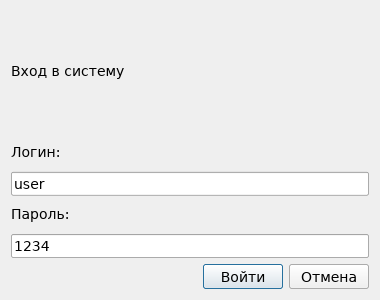 Вход в систему
Логин:
user
Пароль:
1234
Войти
Отмена